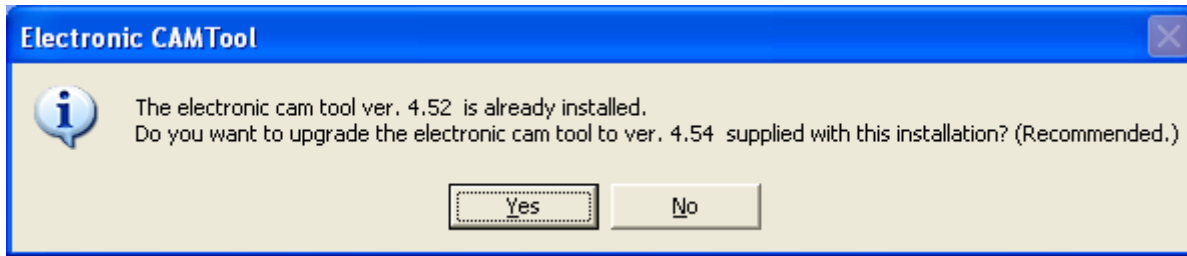 Electronic CAMTool
The electronic cam tool ver. 4.52  is already installed.
Do you want to upgrade the electronic cam tool to ver. 4.54  supplied with this installation? (Recommended.)
Yes No